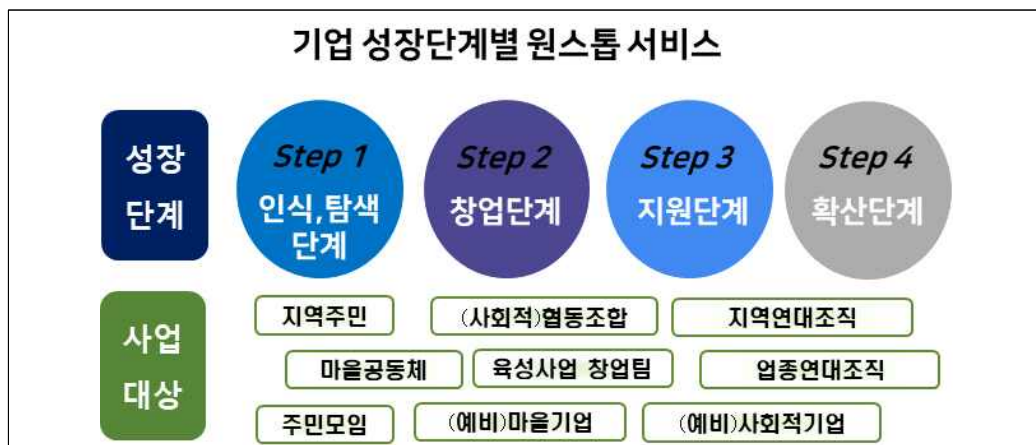 기업 성장단계별 원스톱 서비스
성장
단계
Step 1
인식,탐색
단계
Step 2
창업단계
Step 3
지원단계
Step 4
확산단계
사업
대상
지역주민
(사회적)협동조합
지역연대조직
마을공동체
육성사업 창업팀
업종연대조직
주민모임
(예비)마을기업
(예비)사회적기업